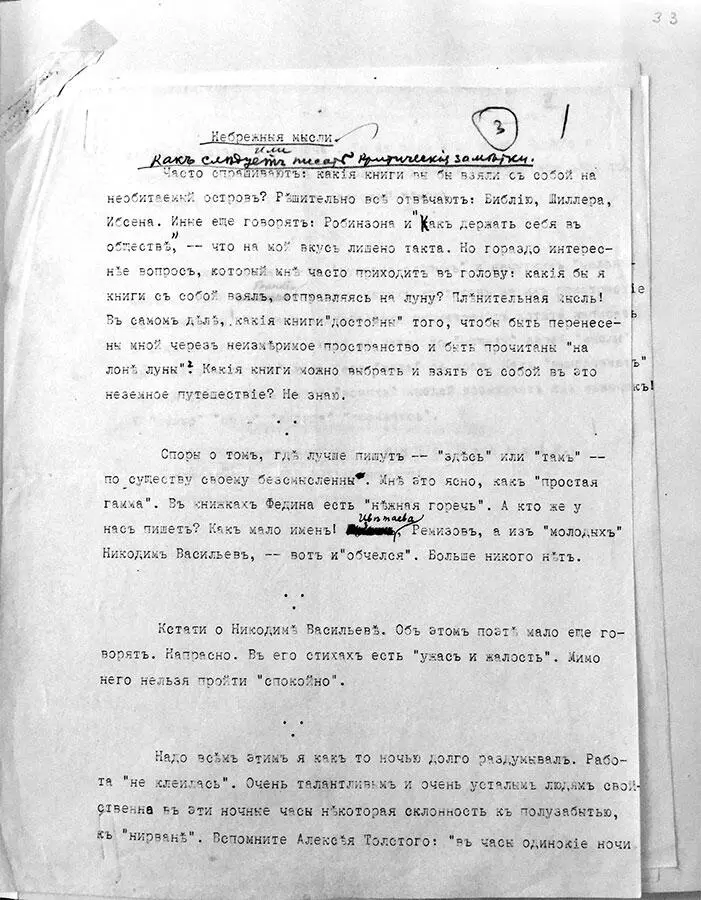 33
3
Небрежныя мысли.
или
Какъ слѣдуетъ писать критическія замѣтки.
Часто спрашиваютъ: какія книги вы бы взяли съ собой на
необитаемый островъ? Рѣшительно всѣ отвѣчаютъ: Библію, Шиллера,
Ибсена. Иные еще говорятъ: Робинзона и "Какъ держать себя въ
обществѣ", -- что на мой вкусъ лишено такта. Но гораздо интерес-
нѣе вопросъ, который мнѣ часто приходитъ въ голову: какія бы я
книги съ собой взялъ, отправляясь на луну? Плѣнительная мысль!
Въ самомъ дѣлѣ, какія книги "достойны" того, чтобы быть перенесе-
ны мной черезъ неизмѣримое пространство и быть прочитаны "на
лонѣ луны"? Какія книги можно выбрать и взять съ собой въ это
неземное путешествіе? Не знаю.
Споры о томъ, гдѣ лучше пишутъ -- "здѣсь" или "тамъ" --
по существу своему безсмысленны. Мнѣ это ясно, какъ "простая
гамма". Въ книжкахъ Федина есть "нѣжная горечь". А кто же у
Цвѣтаева
насъ пишетъ? Какъ мало именъ! , Ремизовъ, а изъ "молодыхъ"
Никодимъ Васильевъ, -- вотъ и "обчелся". Больше никого нѣтъ.
Кстати о Никодимѣ Васильевѣ. Объ этомъ поэтѣ мало еще го-
ворятъ. Напрасно. Въ его стихахъ есть "ужасъ и жалость". Мимо
него нельзя пройти "спокойно".
Надо всѣмъ этимъ я какъ то ночью долго раздумывалъ. Рабо-
та "не клеилась". Очень талантливымъ и очень усталымъ людямъ свой-
ственна въ эти ночные часы нѣкоторая склонность къ полузабытью,
къ "нирванѣ". Вспомните Алексѣя Толстого: "въ часы одинокіе ночи